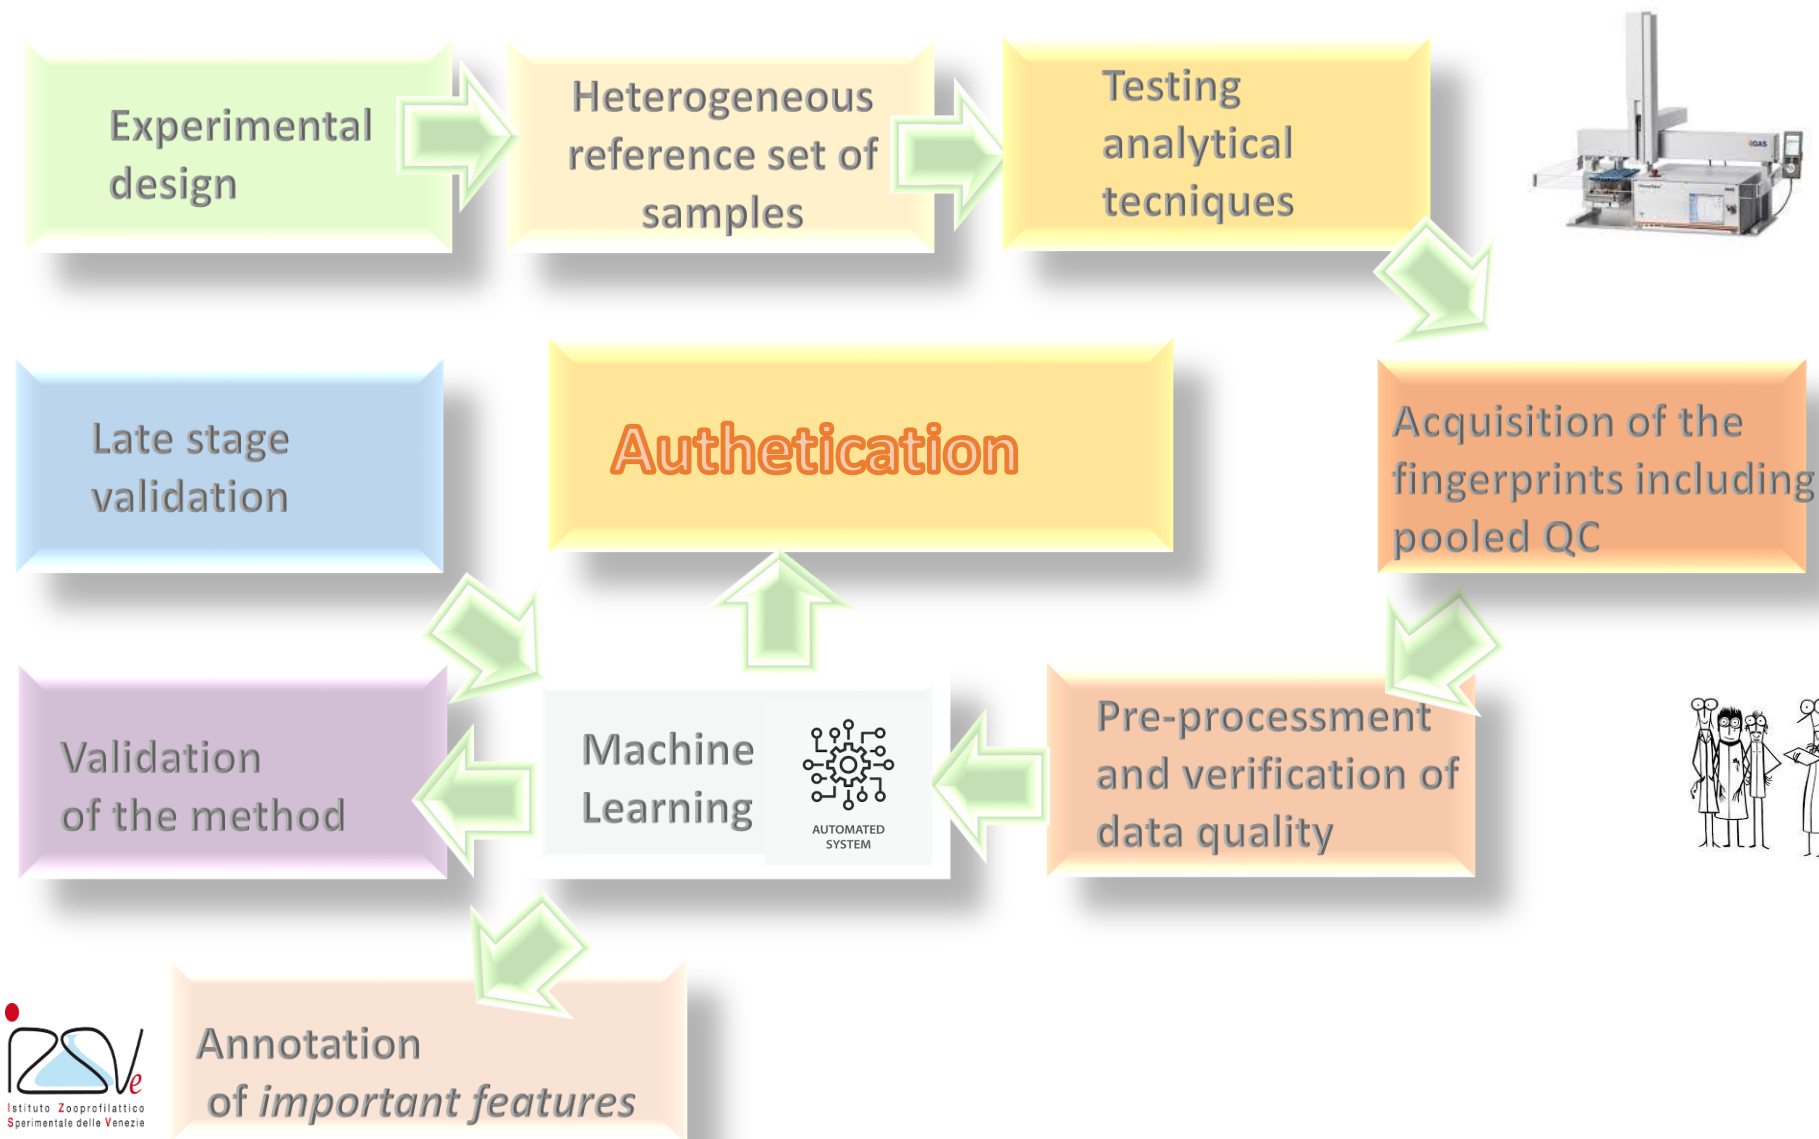 Experimental
design
Heterogeneous
reference set of
samples
Testing
analytical
tecniques
GAS
Late stage
validation
Authetication
Acquisition of the
fingerprints including
pooled QC
Validation
of the method
Machine
Learning
AUTOMATED
SYSTEM
Pre-processment
and verification of
data quality
Annotation
of important features
IZSVe
Istituto Zooprofilattico
Sperimentale delle Venezie